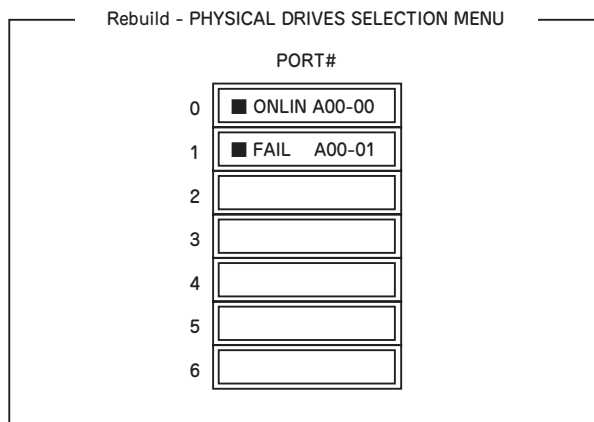 Rebuild - PHYSICAL DRIVES SELECTION MENU
PORT#
0 ■ ONLIN A00-00
1 ■ FAIL A00-01
2
3
4
5
6